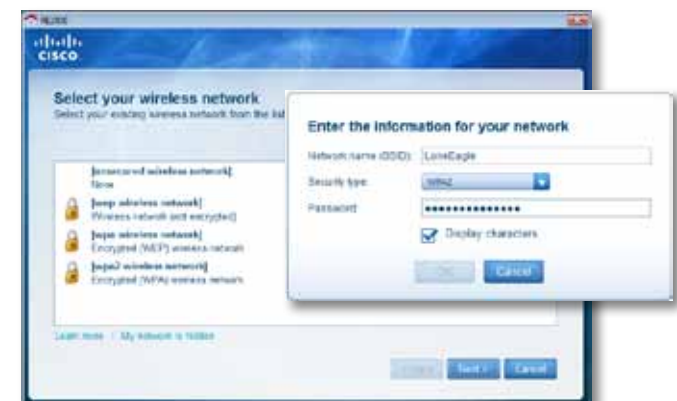 CISCO
Select your wireless network
Select your existing wireless network from the list
[unsecured wireless network]
None
[wep wireless network]
Wireless network (not encrypted)
[wpa wireless network]
Encrypted (WEP) wireless network
[wpa2 wireless network]
Encrypted (WPA) wireless network
Learn more | My network is hidden
Next > Cancel
Enter the information for your network
Network name (SSID): LoneEagle
Security type: WPA2
Password: ••••••••••••••
Display characters
OK Cancel